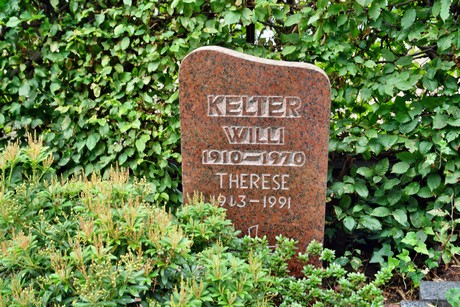 KELTER
WILLI
1910-1970
THERESE
1913-1991